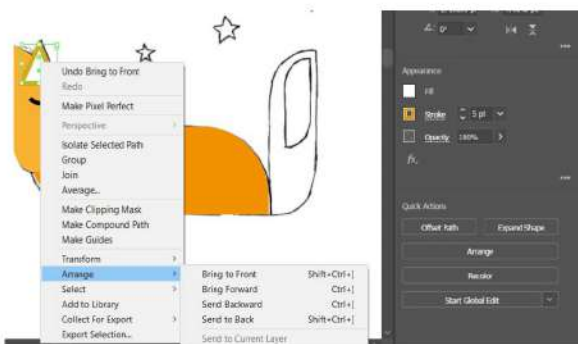 0°
Undo Bring to Front
Redo
Make Pixel Perfect
Perspective
Isolate Selected Path
Group
Join
Average...
Make Clipping Mask
Make Compound Path
Make Guides
Transform
Arrange
Select
Add to Library
Collect For Export
Export Selection...
Bring to Front Shift+Ctrl+]
Bring Forward Ctrl+]
Send Backward Ctrl+[
Send to Back Shift+Ctrl+[
Send to Current Layer
Appearance
Fill
Stroke 5 pt
Opacity 100%
fx.
Quick Actions
Offset Path Expand Shape
Arrange
Recolor
Start Global Edit